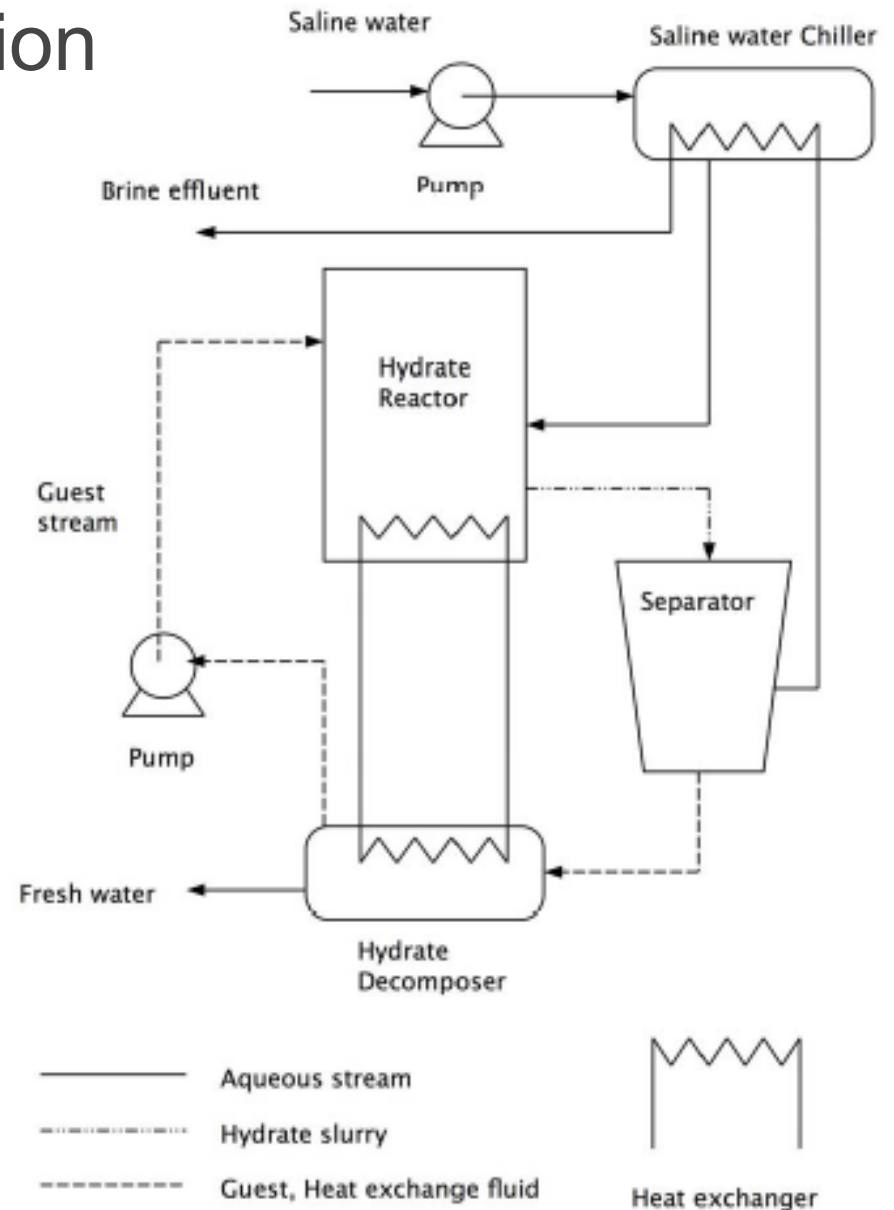 ion
Saline water
Saline water Chiller
Pump
Brine effluent
Hydrate
Reactor
Guest
stream
Separator
Pump
Fresh water
Hydrate
Decomposer
Aqueous stream
Hydrate slurry
Guest, Heat exchange fluid
Heat exchanger